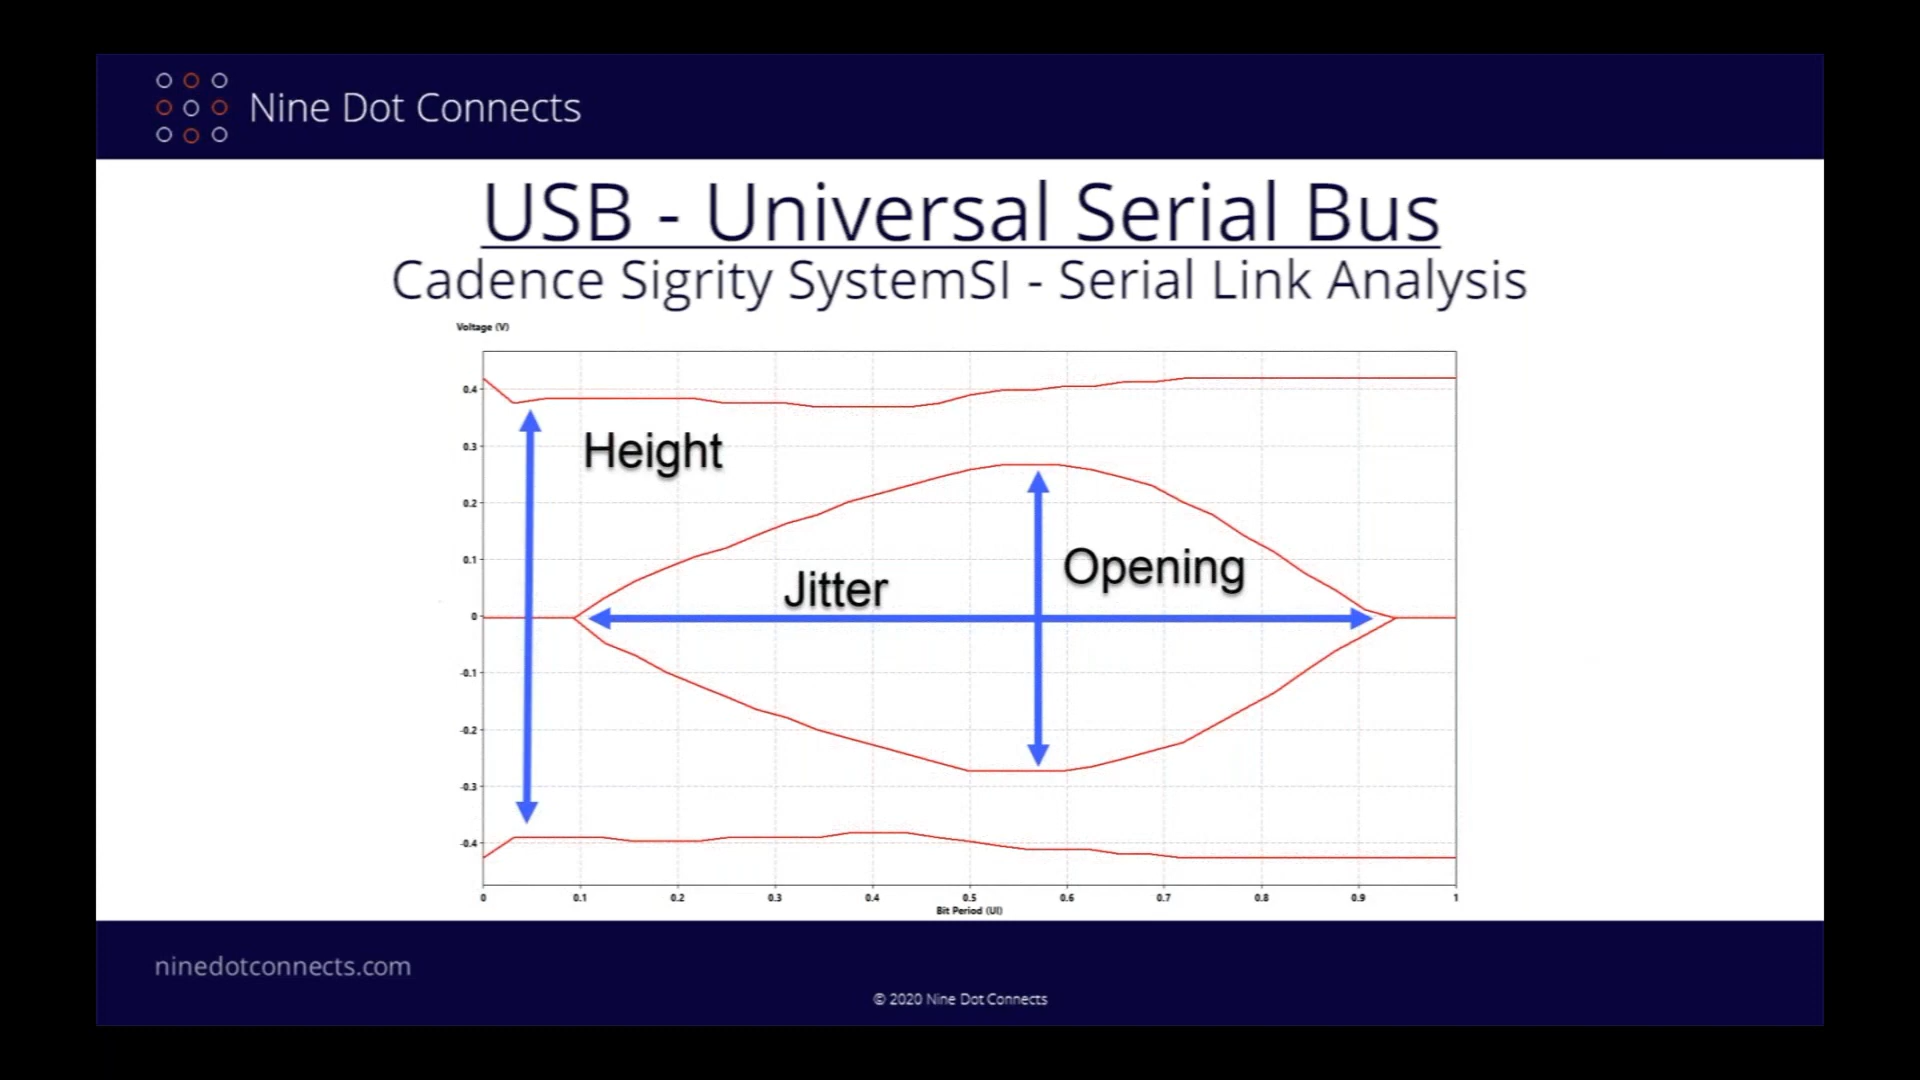 Nine Dot Connects
USB - Universal Serial Bus
Cadence Sigrity SystemSI - Serial Link Analysis
Voltage (V)
0.4
Height
0.3
0.2
0.1
Opening
Jitter
0
-0.1
-0.2
-0.3
-0.4
0 0.1 0.2 0.3 0.4 0.5 0.6 0.7 0.8 0.9 1
Bit Period (UI)
ninedotconnects.com
© 2020 Nine Dot Connects